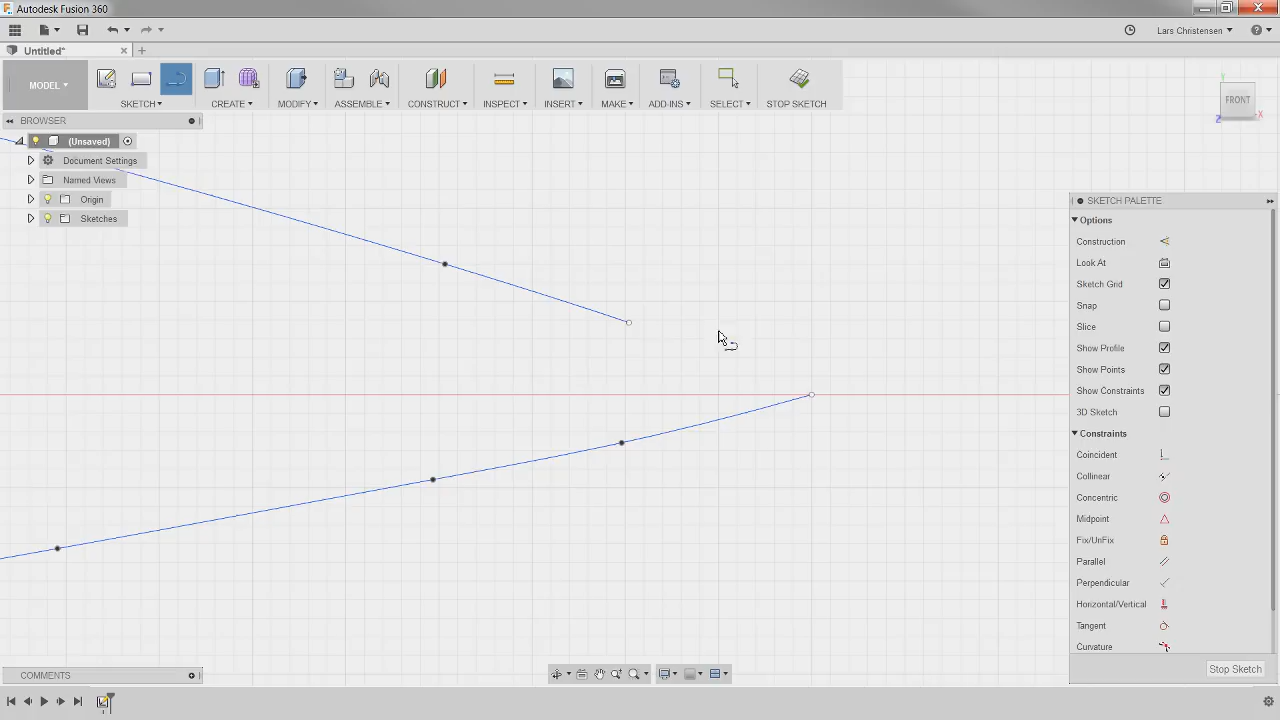 Autodesk Fusion 360
Lars Christensen
Untitled*
MODEL
SKETCH
CREATE
MODIFY
ASSEMBLE
CONSTRUCT
INSPECT
INSERT
MAKE
ADD-INS
SELECT
STOP SKETCH
BROWSER
(Unsaved)
Document Settings
Named Views
Origin
Sketches
Y
FRONT
X
Z
SKETCH PALETTE
Options
Construction
Look At
Sketch Grid
Snap
Slice
Show Profile
Show Points
Show Constraints
3D Sketch
Constraints
Coincident
Collinear
Concentric
Midpoint
Fix/UnFix
Parallel
Perpendicular
Horizontal/Vertical
Tangent
Curvature
Stop Sketch
COMMENTS